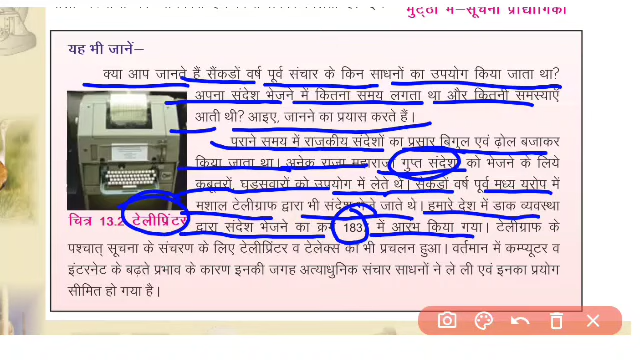 मुट्ठी में-सूचना प्रौद्योगिकी
यह भी जानें–
क्या आप जानते हैं सैंकडों वर्ष पूर्व संचार के किन साधनों का उपयोग किया जाता था?
अपना संदेश भेजने में कितना समय लगता था और कितनी समस्याएँ
आती थी? आइए, जानने का प्रयास करते हैं।
पुराने समय में राजकीय संदेशों का प्रसार बिगुल एवं ढ़ोल बजाकर
किया जाता था। अनेक राजा महाराजा गुप्त संदेश को भेजने के लिये
कबूतरों, घुड़सवारों को उपयोग में लेते थे। सैंकडों वर्ष पूर्व मध्य यूरोप में
मशाल टेलीग्राफ द्वारा भी संदेश भेजे जाते थे। हमारे देश में डाक व्यवस्था
चित्र 13.2 टेलीप्रिंटर
द्वारा संदेश भेजने का 183 में आरंभ किया गया। टेलीग्राफ के
पश्चात् सूचना के संचरण के लिए टेलीप्रिंटर व टेलेक्स का भी प्रचलन हुआ। वर्तमान में कम्प्यूटर व
इंटरनेट के बढ़ते प्रभाव के कारण इनकी जगह अत्याधुनिक संचार साधनों ने ले ली एवं इनका प्रयोग
सीमित हो गया है।